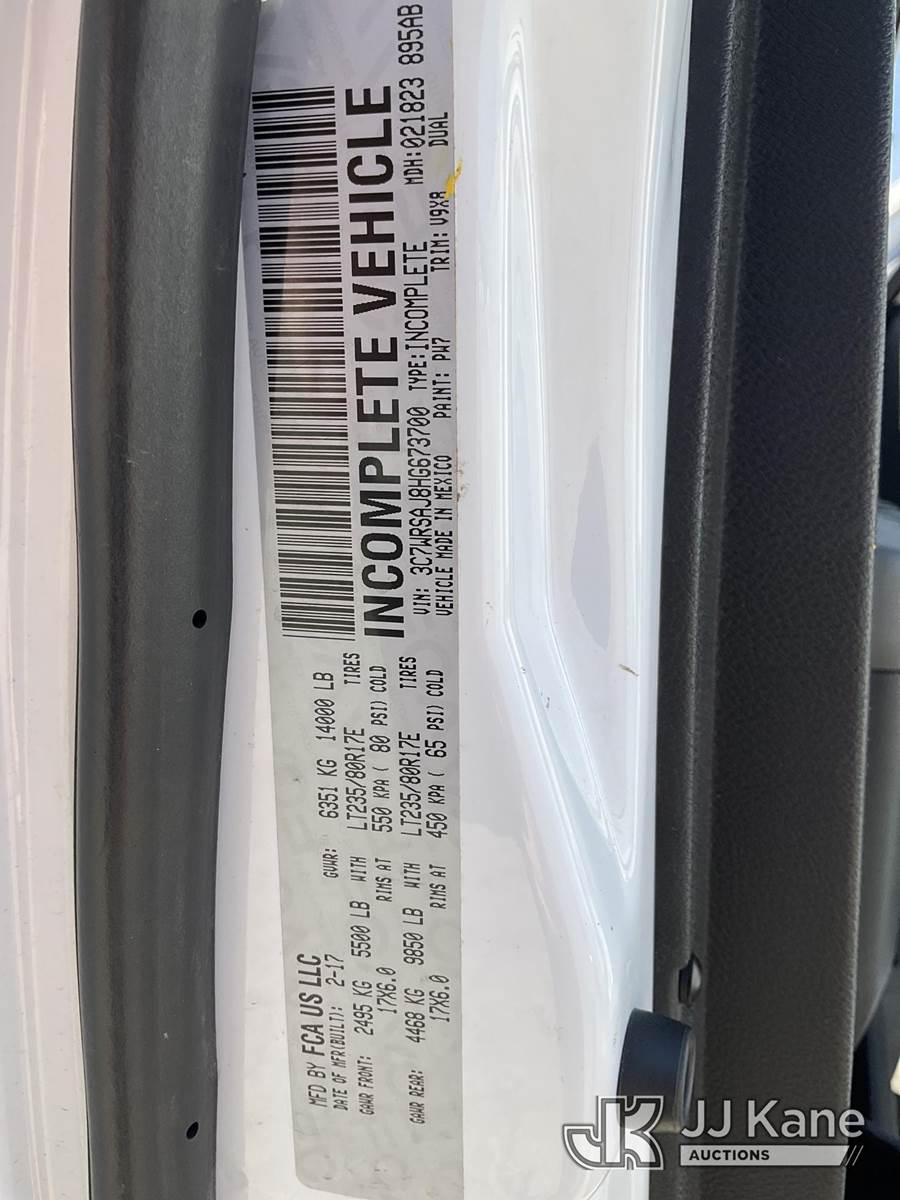 MFD BY FCA US LLC
DATE OF MFR(BUILT): 2-17 GVWR: 6351 KG 14000 LB
GAWR FRONT: 2495 KG 5500 LB WITH LT235/80R17E TIRES
17X6.0 RIMS AT 550 KPA ( 80 PSI) COLD
GAWR REAR: 4468 KG 9850 LB WITH LT235/80R17E TIRES
17X6.0 RIMS AT 450 KPA ( 65 PSI) COLD
INCOMPLETE VEHICLE
MDH:021823 895AB
VIN: 3C7WRSAJ8HG673700 TYPE:INCOMPLETE DUAL
VEHICLE MADE IN MEXICO PAINT: PW7 TRIM: V9X8
JK JJ Kane
AUCTIONS